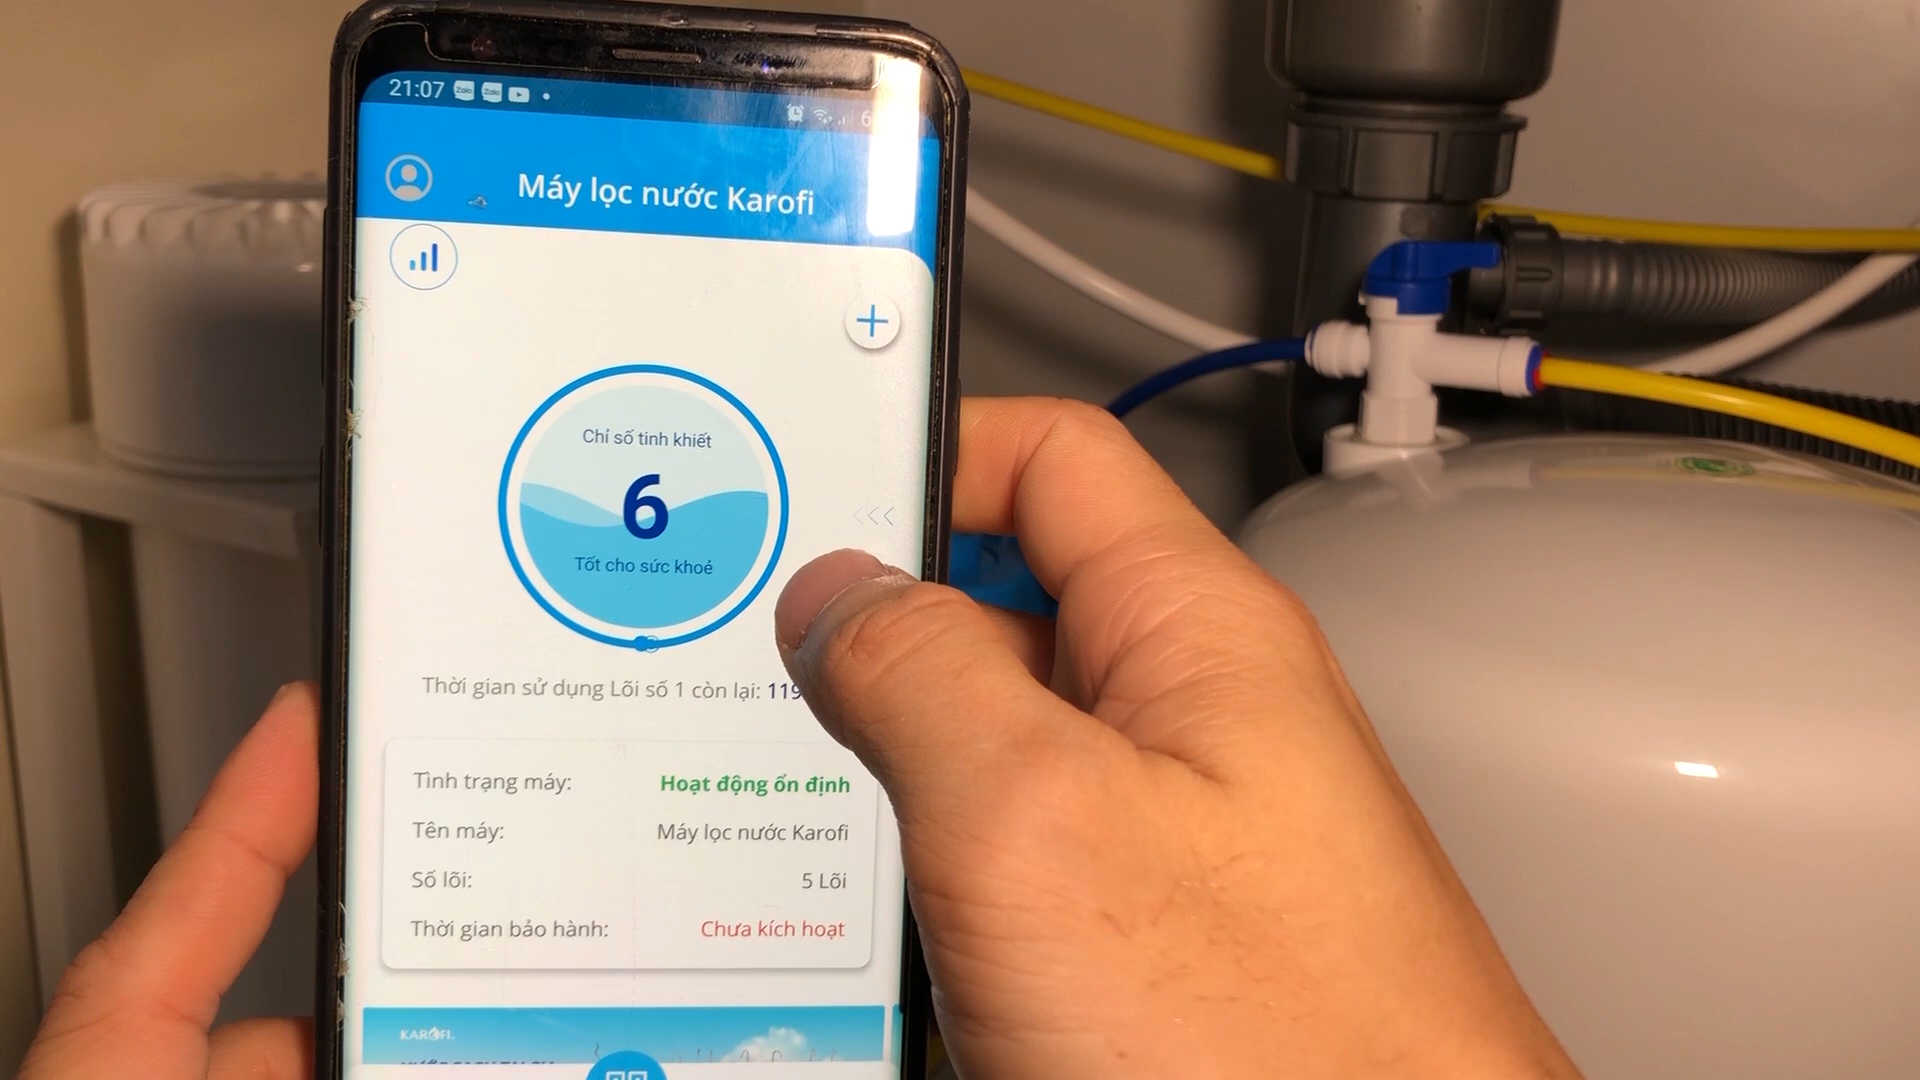 21:07
Zalo Zalo
Máy lọc nước Karofi
Chỉ số tinh khiết
6
Tốt cho sức khoẻ
Thời gian sử dụng Lõi số 1 còn lại: 119
Tình trạng máy: Hoạt động ổn định
Tên máy: Máy lọc nước Karofi
Số lõi: 5 Lõi
Thời gian bảo hành: Chưa kích hoạt
KAROFI